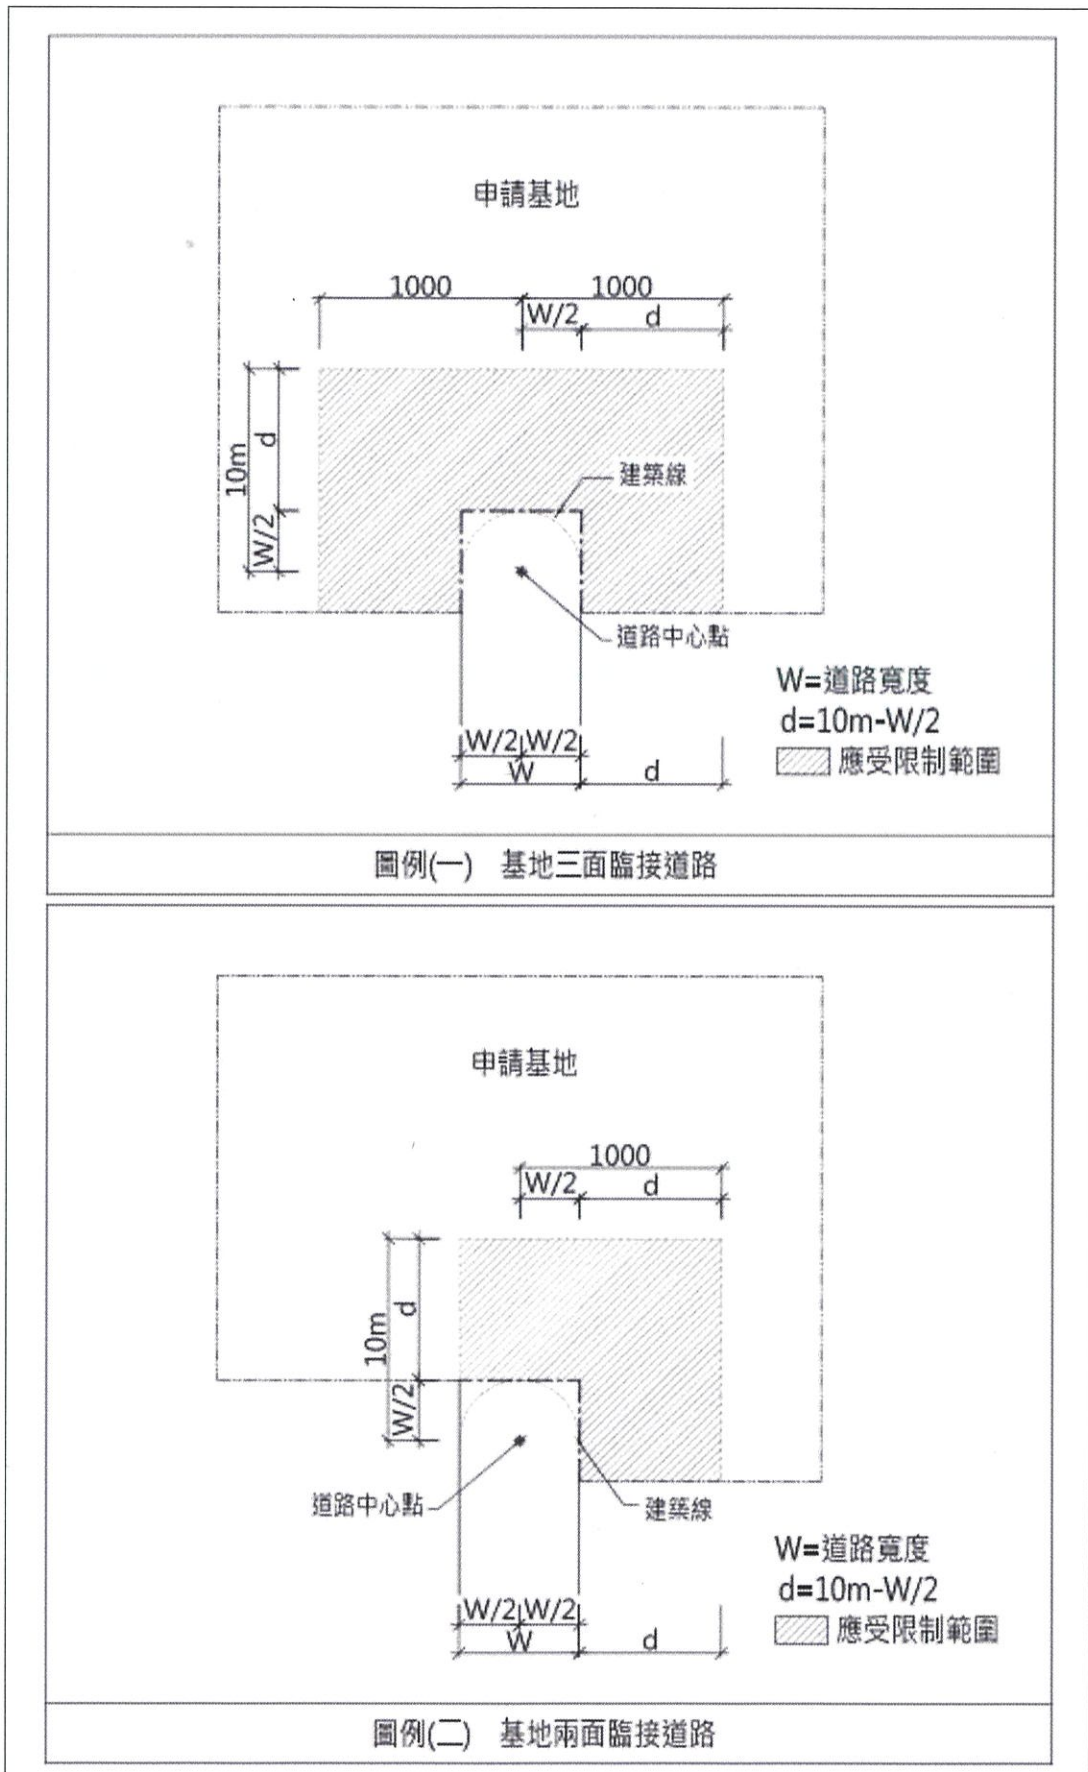 申請基地
1000
1000
W/2
d
d
10m
W/2
建築線
道路中心點
W=道路寬度
d=10m-W/2
應受限制範圍
W/2
W/2
W
d
圖例(一) 基地三面臨接道路
申請基地
1000
W/2
d
d
10m
W/2
道路中心點
建築線
W=道路寬度
d=10m-W/2
應受限制範圍
W/2
W/2
W
d
圖例(二) 基地兩面臨接道路